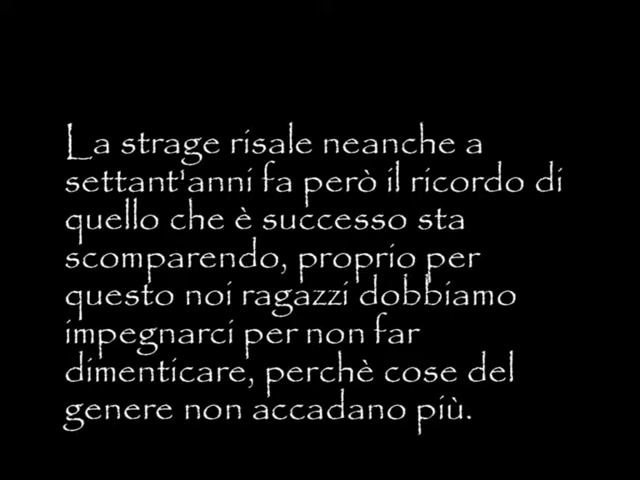 La strage risale neanche a
settant'anni fa però il ricordo di
quello che è successo sta
scomparendo, proprio per
questo noi ragazzi dobbiamo
impegnarci per non far
dimenticare, perchè cose del
genere non accadano più.